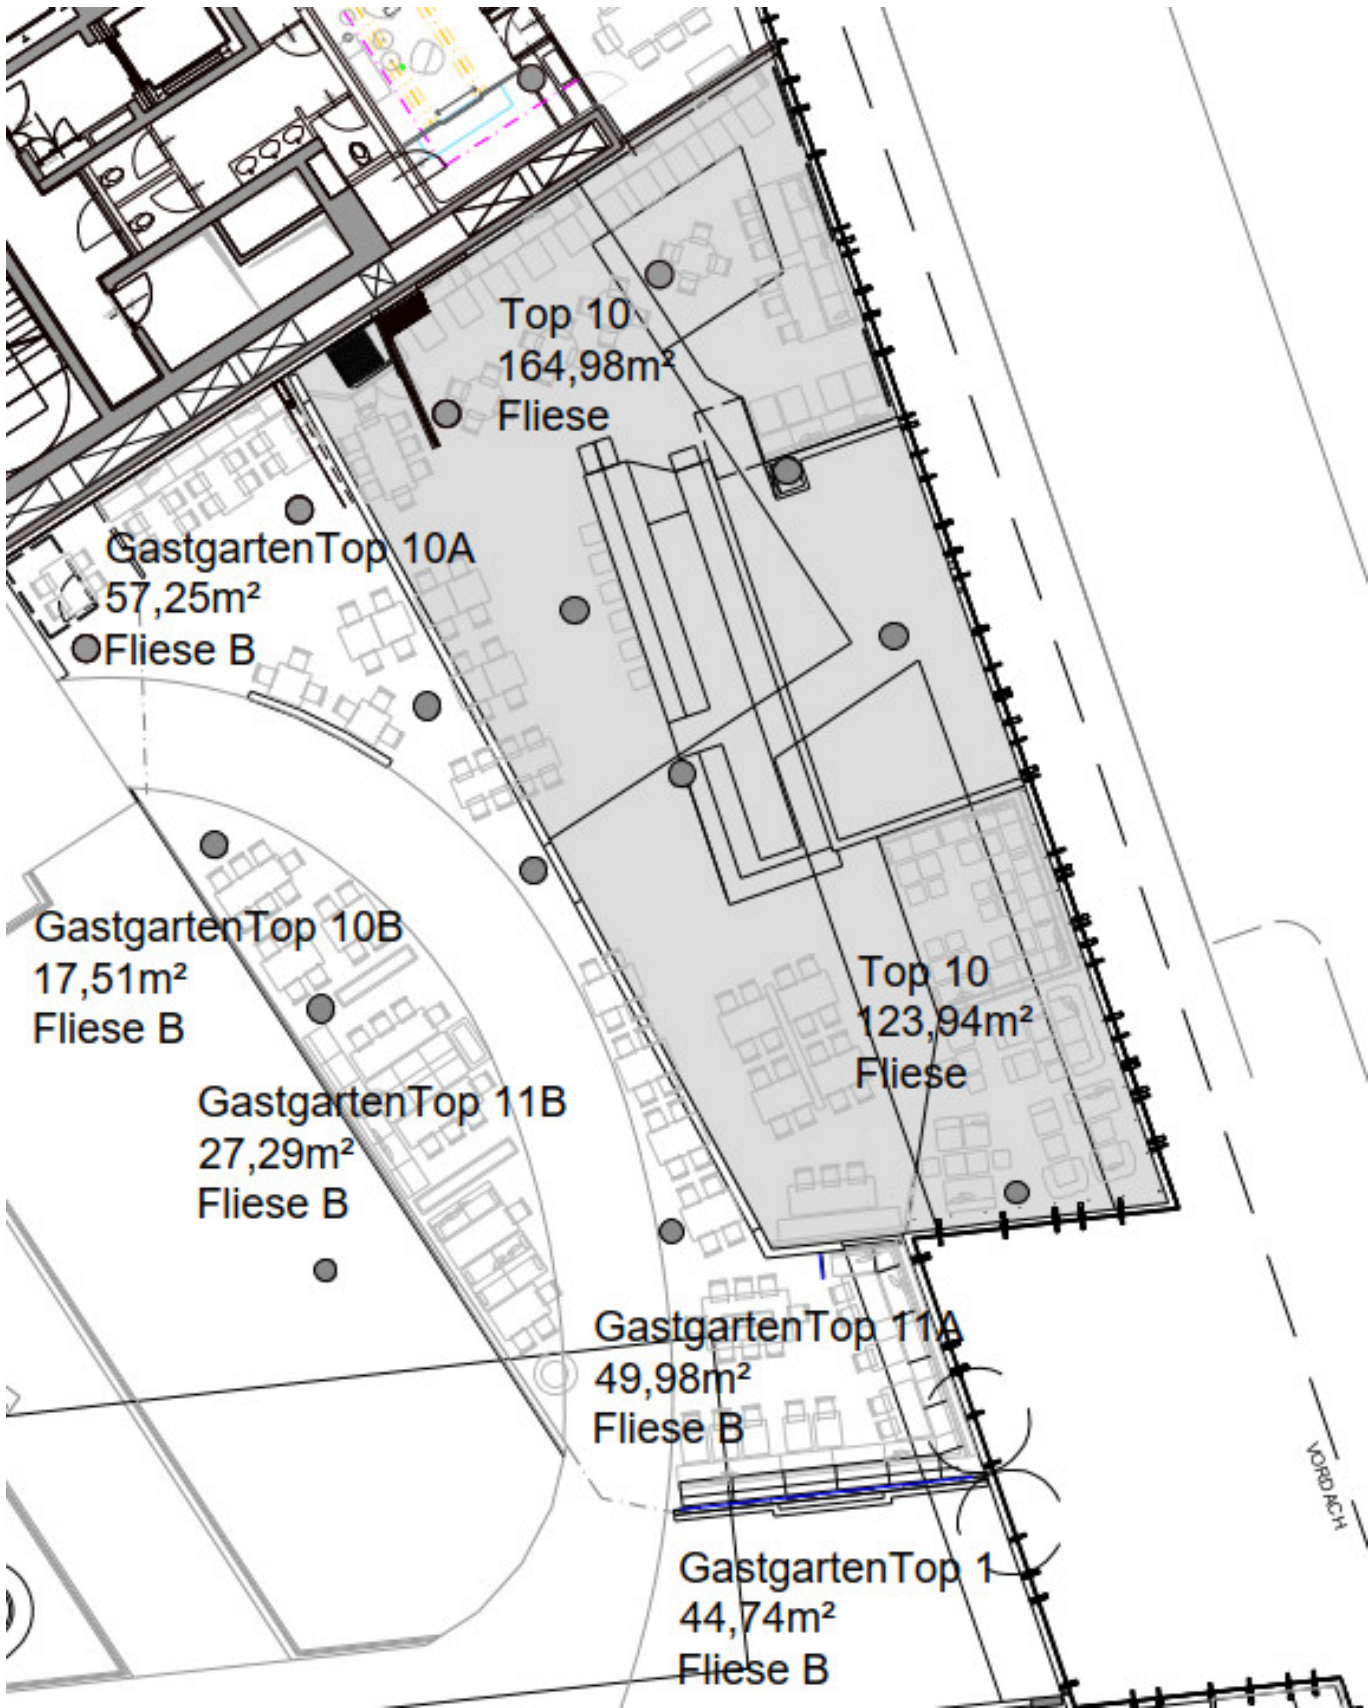 Top 10
164,98m²
Fliese
GastgartenTop 10A
57,25m²
Fliese B
GastgartenTop 10B
17,51m²
Fliese B
Top 10
123,94m²
Fliese
GastgartenTop 11B
27,29m²
Fliese B
GastgartenTop 11A
49,98m²
Fliese B
VORDACH
GastgartenTop 1
44,74m²
Fliese B